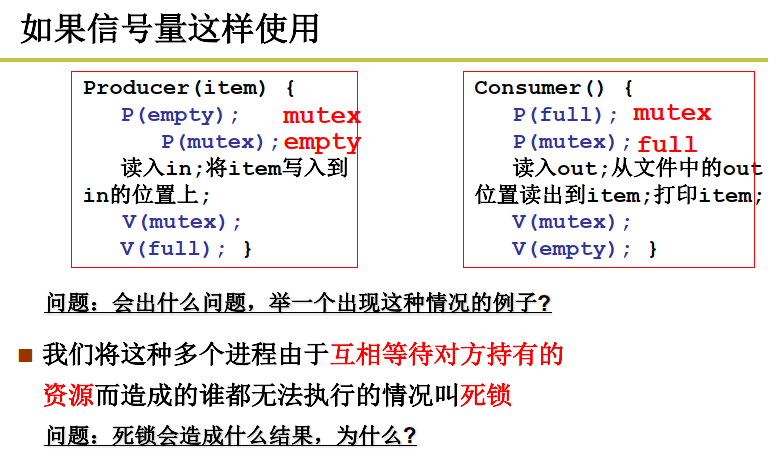 如果信号量这样使用
Producer(item) {
P(empty); mutex
P(mutex); empty
读入in;将item写入到
in的位置上;
V(mutex);
V(full); }
Consumer() {
P(full); mutex
P(mutex); full
读入out;从文件中的out
位置读出到item;打印item;
V(mutex);
V(empty); }
问题：会出什么问题，举一个出现这种情况的例子?
我们将这种多个进程由于互相等待对方持有的
资源而造成的谁都无法执行的情况叫死锁
问题：死锁会造成什么结果，为什么?